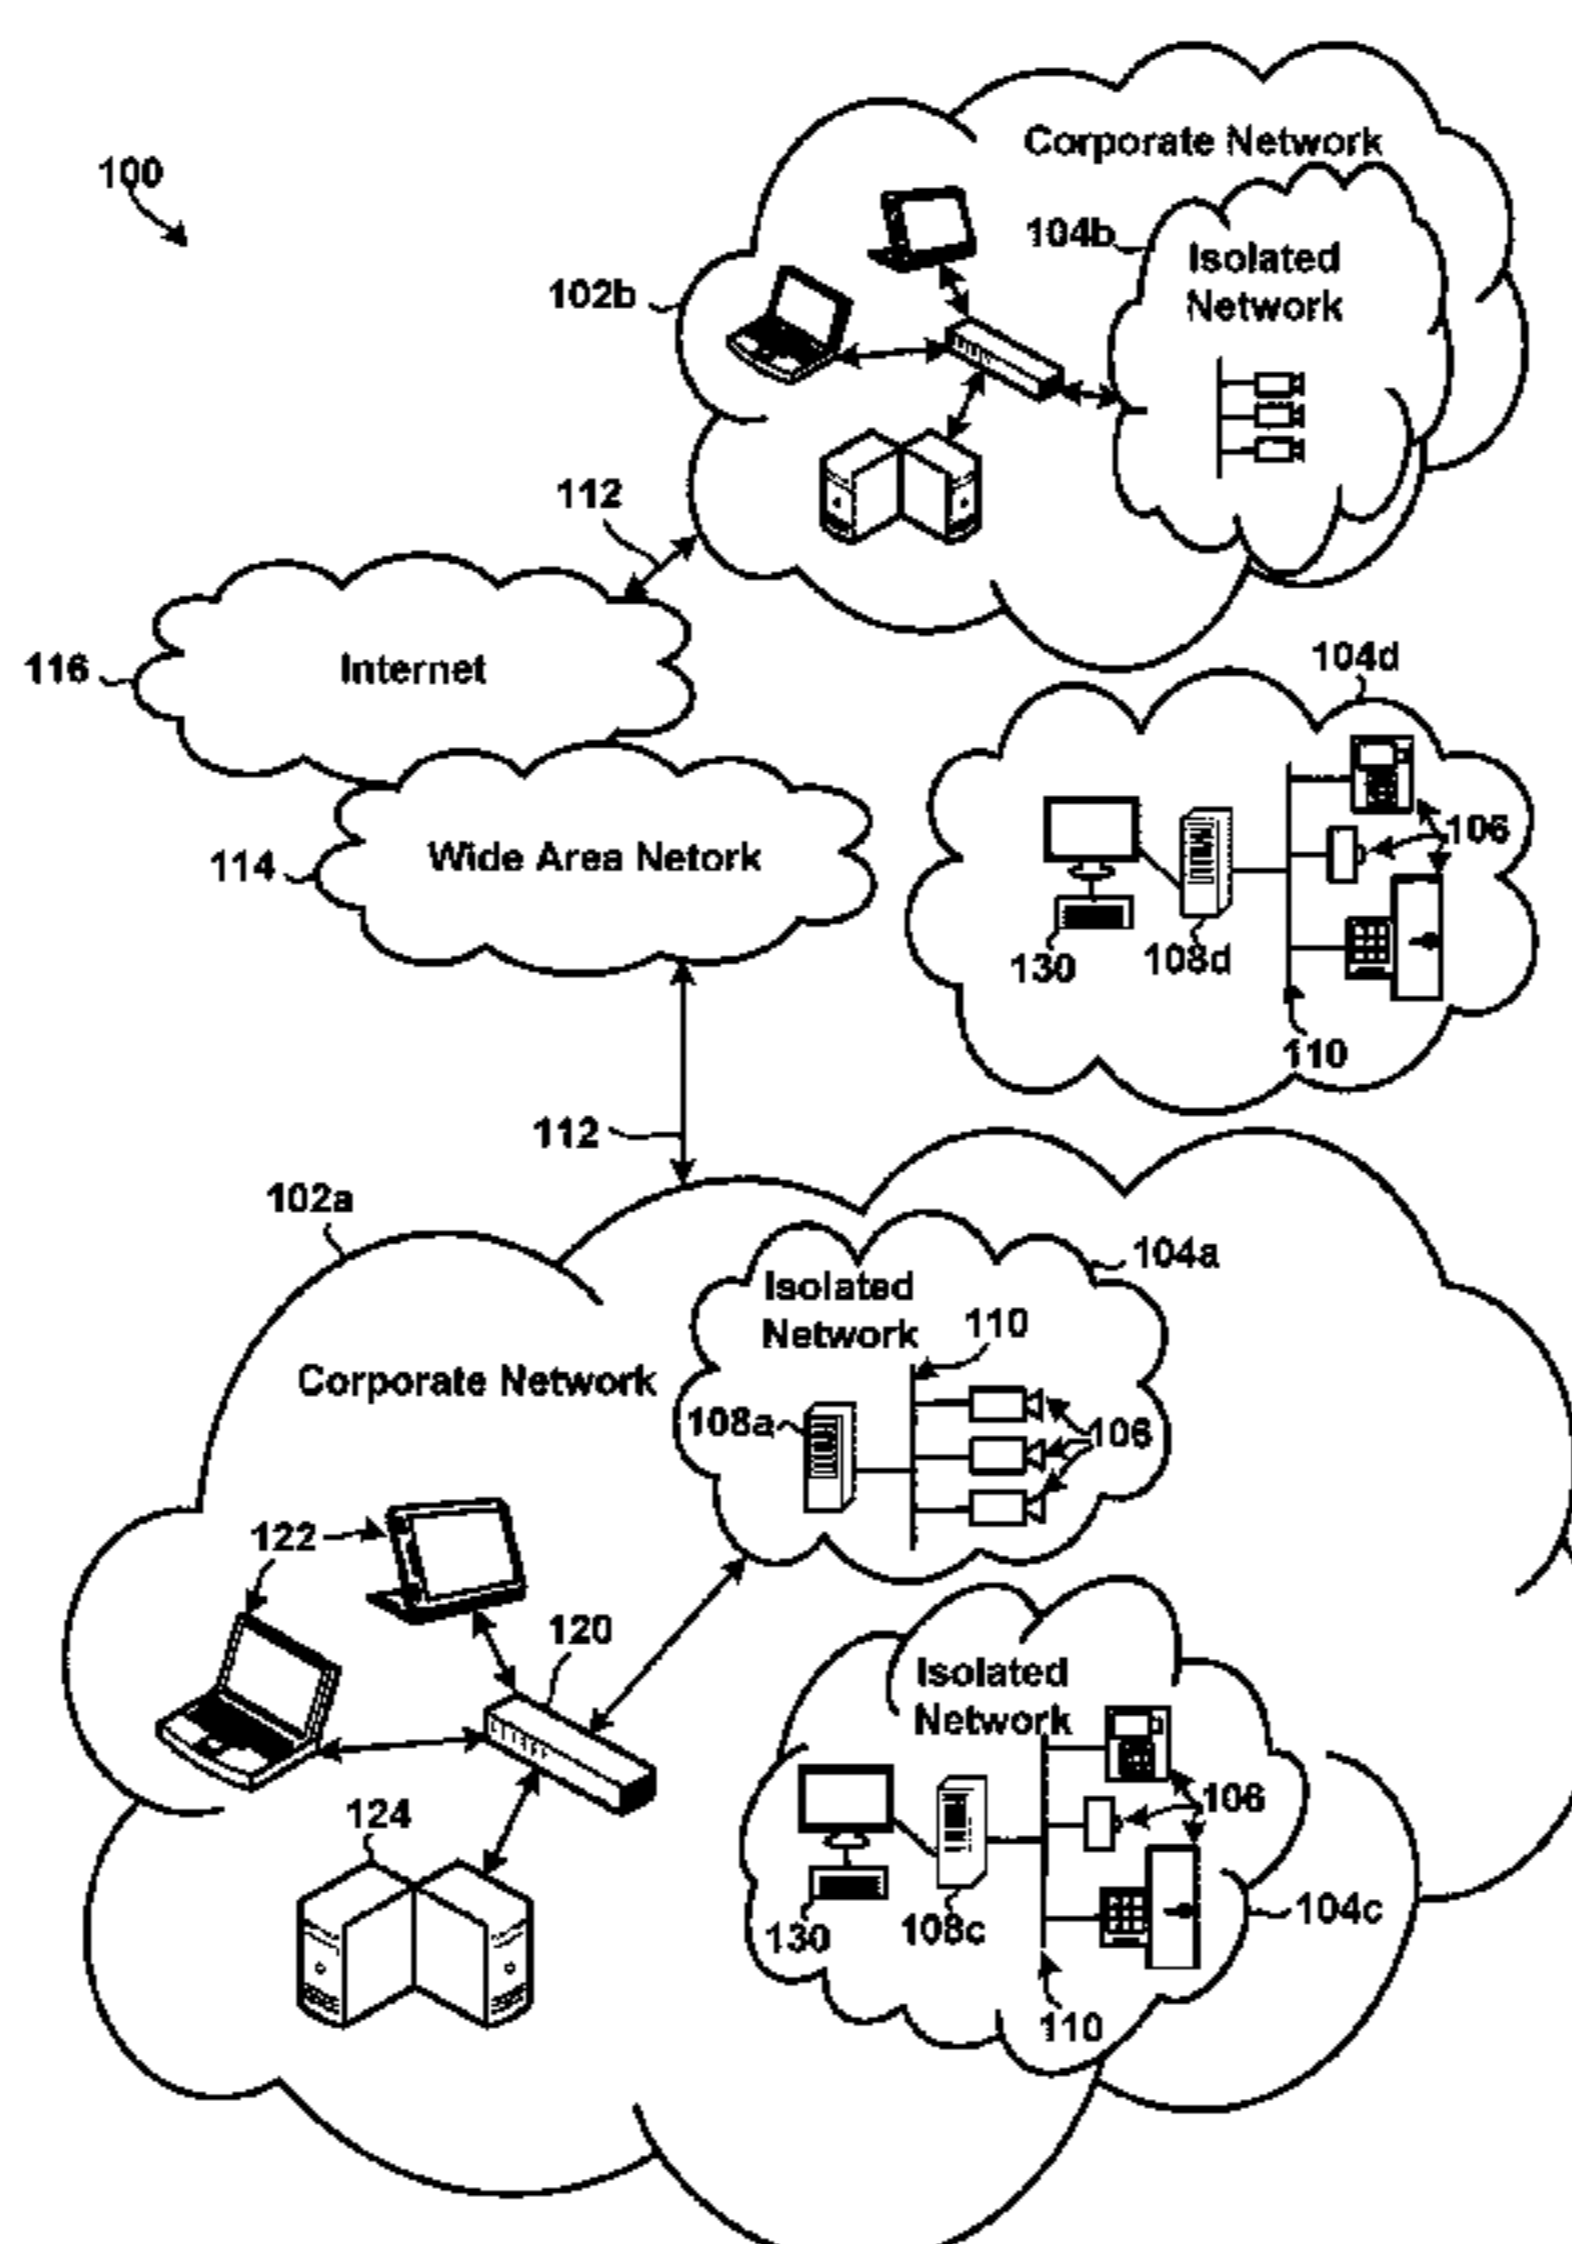 100
Corporate Network
104b
Isolated
Network
102b
112
116
Internet
104d
114
Wide Area Netork
106
130
108d
110
112
102a
104a
Isolated
Network
110
Corporate Network
108a
106
122
120
Isolated
Network
124
106
130
108c
104c
110